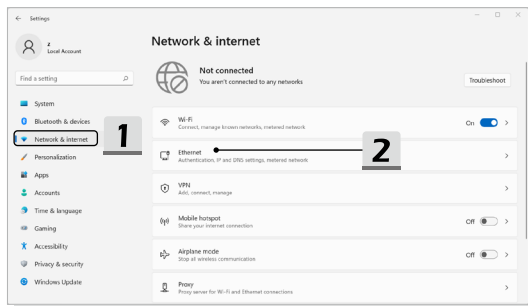 ← Settings
z
Local Account
Find a setting
System
Bluetooth & devices
Network & internet
Personalization
Apps
Accounts
Time & language
Gaming
Accessibility
Privacy & security
Windows Update
1
Network & internet
Not connected
You aren't connected to any networks
Troubleshoot
Wi-Fi
Connect, manage known networks, metered network
On
Ethernet
Authentication, IP and DNS settings, metered network
2
VPN
Add, connect, manage
Mobile hotspot
Share your internet connection
Off
Airplane mode
Stop all wireless communication
Off
Proxy
Proxy server for Wi-Fi and Ethernet connections